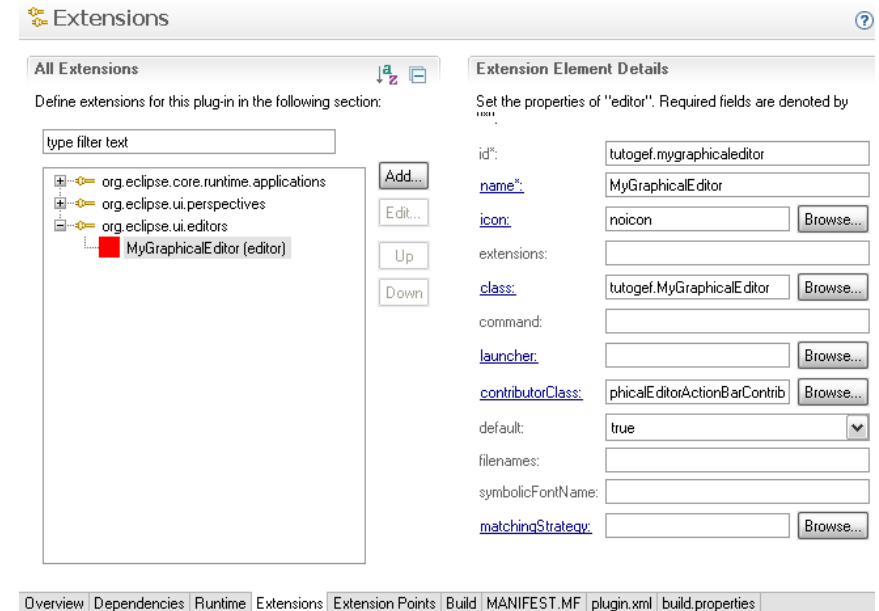 Extensions
All Extensions
Define extensions for this plug-in in the following section:
type filter text
org.eclipse.core.runtime.applications
org.eclipse.ui.perspectives
org.eclipse.ui.editors
MyGraphicalEditor (editor)
Add...
Edit...
Up
Down
Extension Element Details
Set the properties of "editor". Required fields are denoted by
"*".
id*: tutogef.mygraphicaleditor
name*: MyGraphicalEditor
icon: noicon Browse...
extensions:
class: tutogef.MyGraphicalEditor Browse...
command:
launcher: Browse...
contributorClass: phicalEditorActionBarContrib Browse...
default: true
filenames:
symbolicFontName:
matchingStrategy: Browse...
Overview Dependencies Runtime Extensions Extension Points Build MANIFEST.MF plugin.xml build.properties